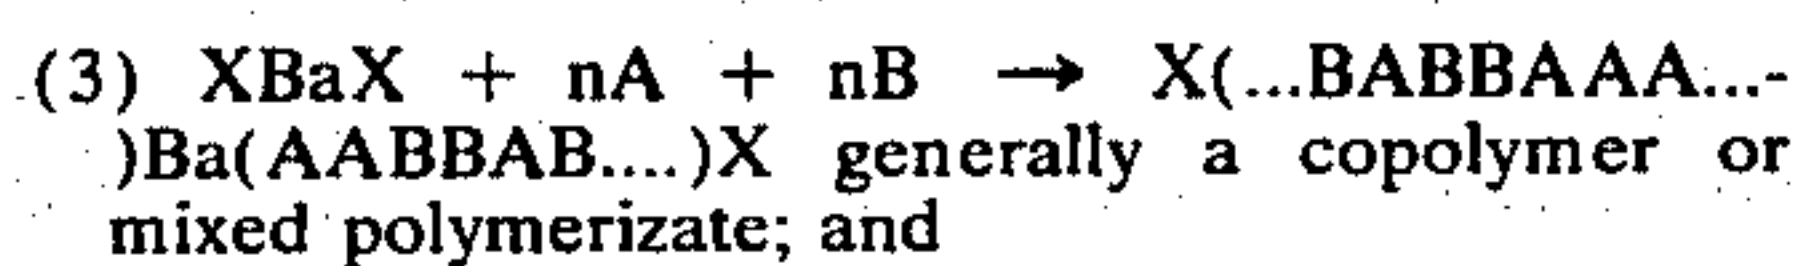 (3) XBaX + nA + nB → X(...BABBAAA...-
)Ba(AABBAB....)X generally a copolymer or
mixed polymerizate; and